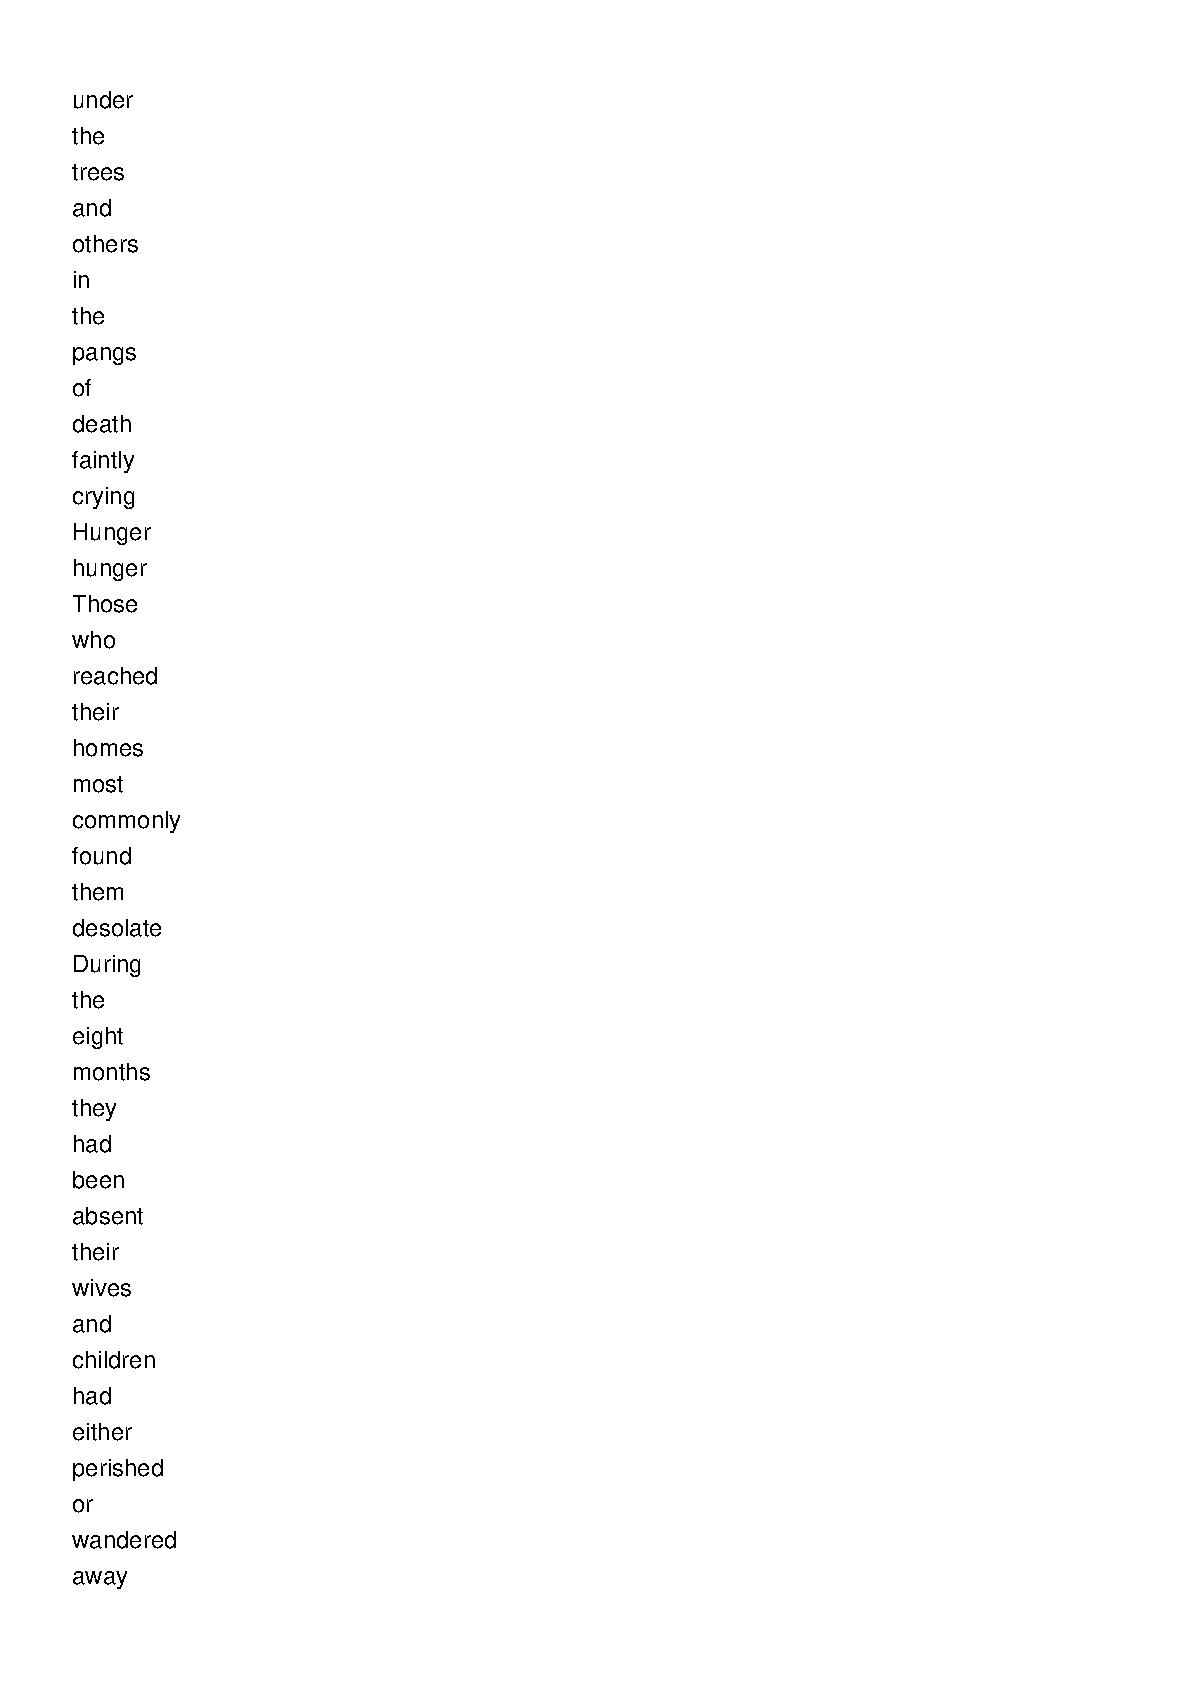 under
the
trees
and
others
in
the
pangs
of
death
faintly
crying
Hunger
hunger
Those
who
reached
their
homes
most
commonly
found
them
desolate
During
the
eight
months
they
had
been
absent
their
wives
and
children
had
either
perished
or
wandered
away